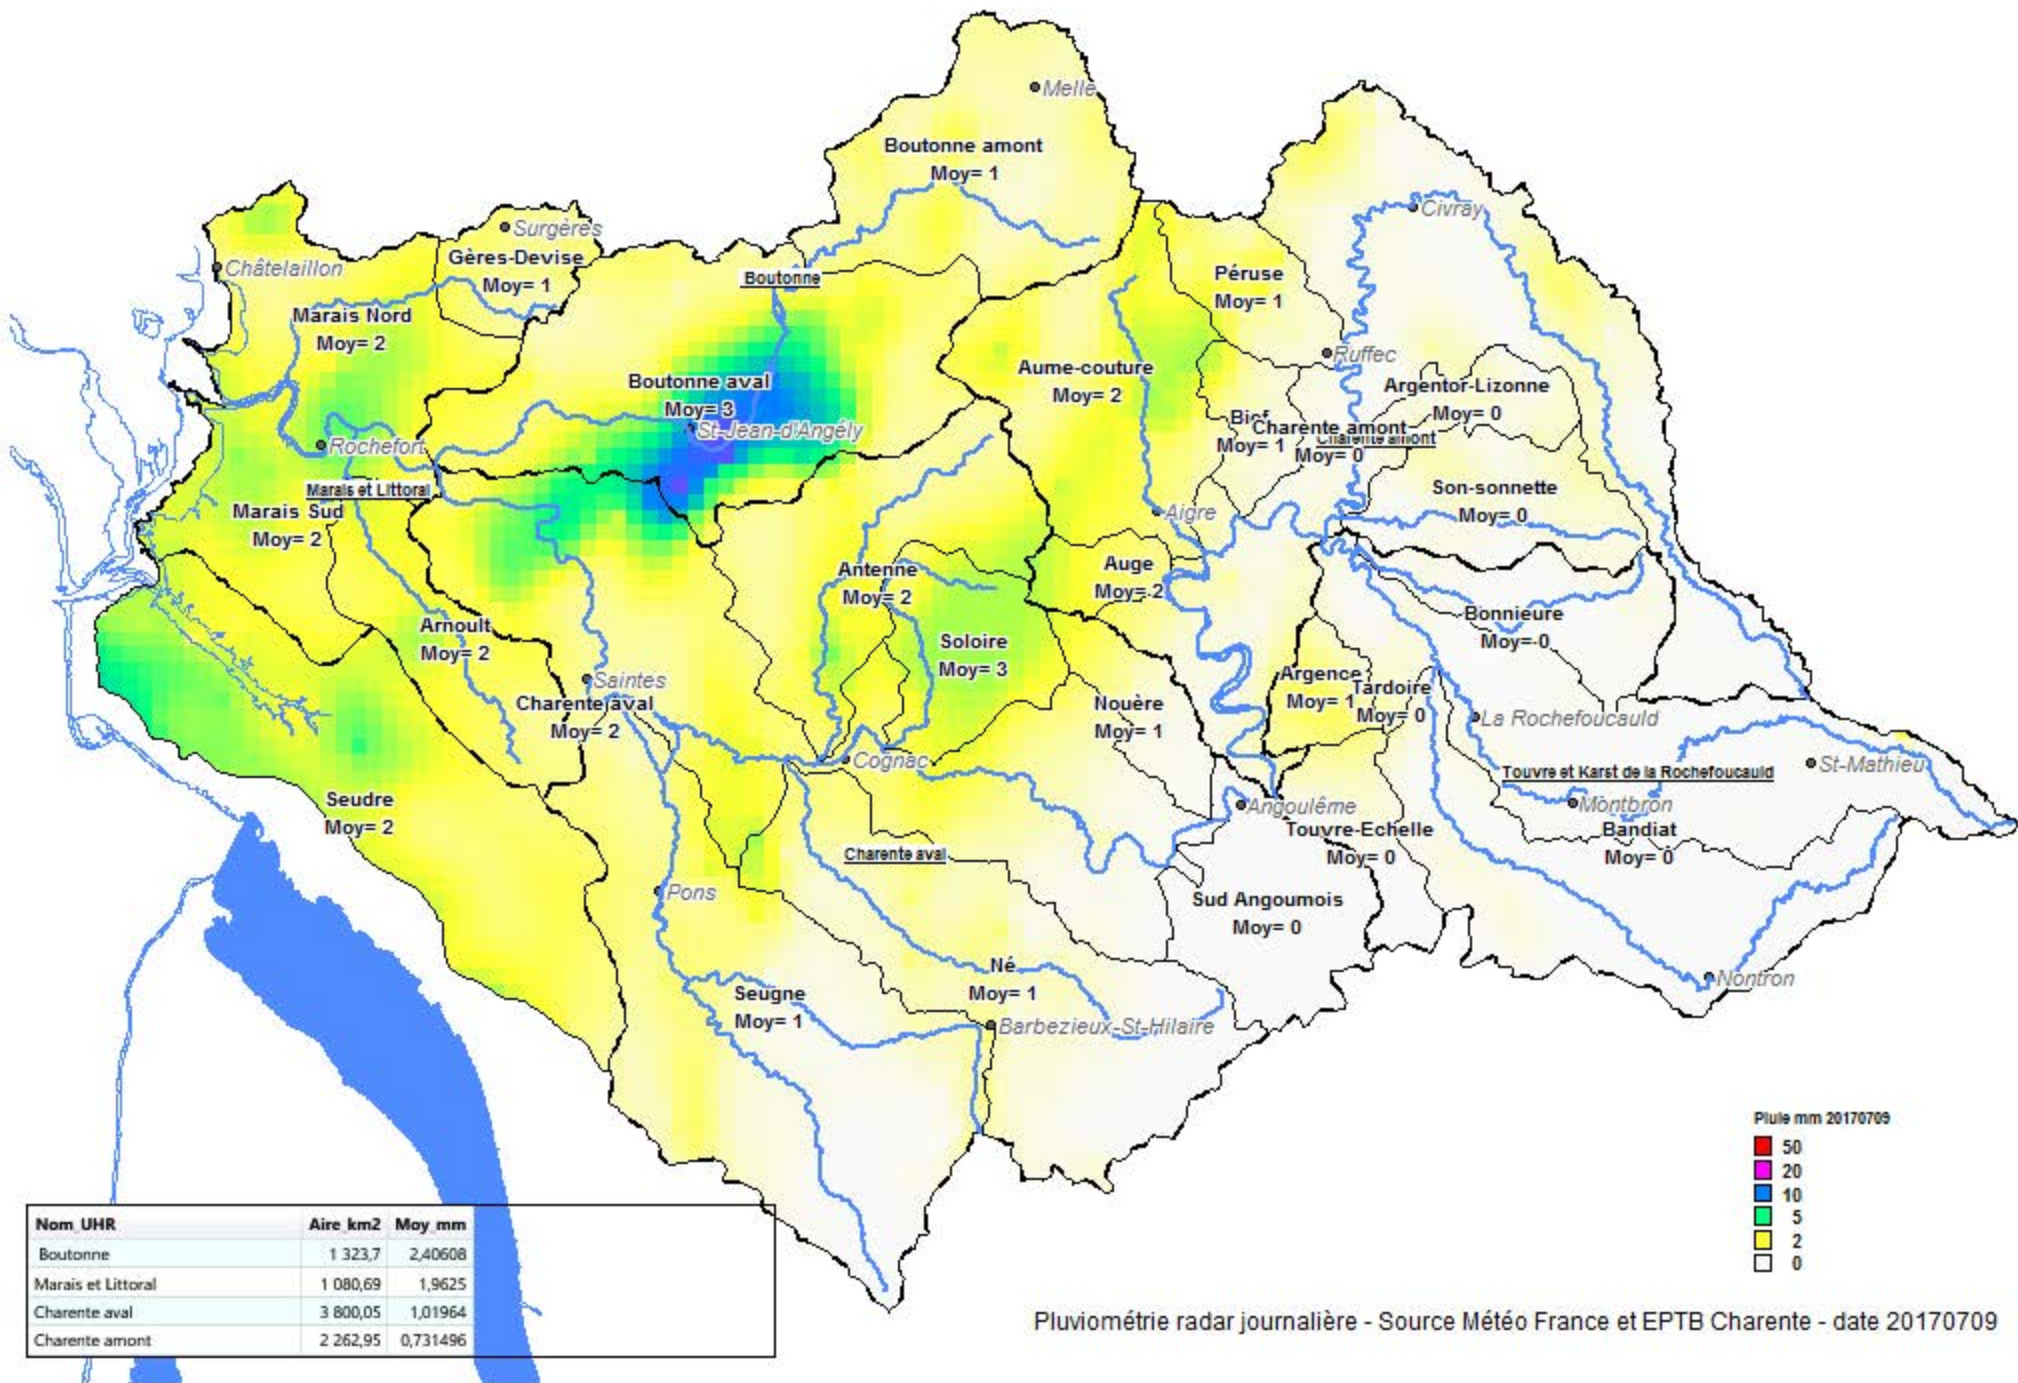 Melle
Boutonne amont
Moy= 1
Civray
Surgères
Gères-Devise
Moy= 1
Châtelaillon
Boutonne
Péruse
Moy= 1
Marais Nord
Moy= 2
Ruffec
Aume-couture
Moy= 2
Boutonne aval
Moy= 3
St-Jean-d'Angély
Argentor-Lizonne
Moy= 0
Bief
Moy= 1
Charente amont
Moy= 0
Charente amont
Rochefort
Marais et Littoral
Son-sonnette
Moy= 0
Marais Sud
Moy= 2
Aigre
Antenne
Moy= 2
Auge
Moy= 2
Bonnieure
Moy= 0
Arnoult
Moy= 2
Soloire
Moy= 3
Saintes
Charente aval
Moy= 2
Nouère
Moy= 1
Argence
Moy= 1
Tardoire
Moy= 0
La Rochefoucauld
Cognac
Touvre et Karst de la Rochefoucauld
St-Mathieu
Seudre
Moy= 2
Angoulême
Montbron
Touvre-Echelle
Moy= 0
Bandiat
Moy= 0
Charente aval
Pons
Sud Angoumois
Moy= 0
Né
Moy= 1
Nontron
Seugne
Moy= 1
Barbezieux-St-Hilaire
Pluie mm 20170709
50
20
10
5
2
0
Nom_UHR Aire_km2 Moy_mm
Boutonne 1 323,7 2,40608
Marais et Littoral 1 080,69 1,9625
Charente aval 3 800,05 1,01964
Charente amont 2 262,95 0,731496
Pluviométrie radar journalière - Source Météo France et EPTB Charente - date 20170709